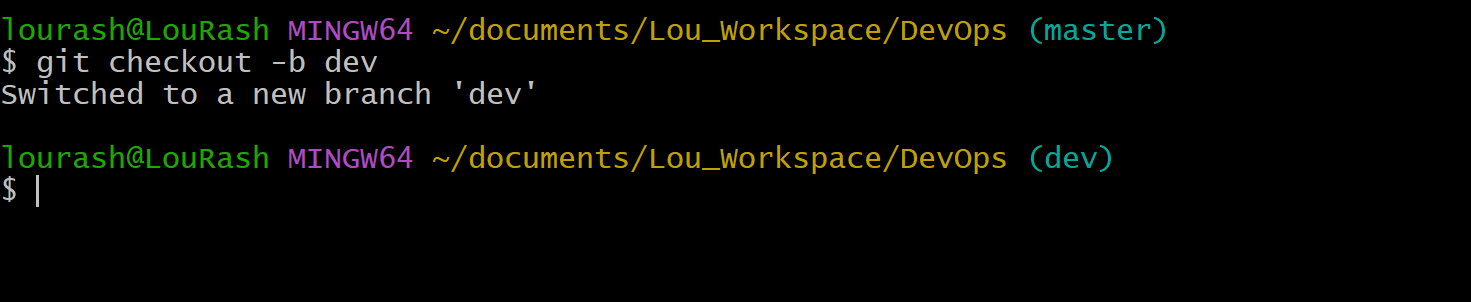 lourash@LouRash MINGW64 ~/documents/Lou_Workspace/DevOps (master)
$ git checkout -b dev
Switched to a new branch 'dev'
lourash@LouRash MINGW64 ~/documents/Lou_Workspace/DevOps (dev)
$